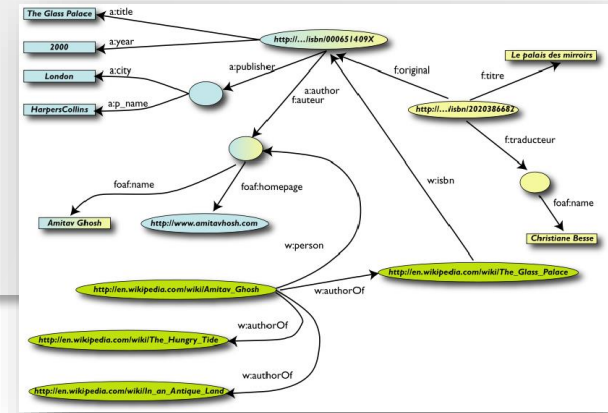 The Glass Palace
a:title
http://.../isbn/000651409X
2000
a:year
Le palais des mirroirs
f:original
f:titre
London
a:city
a:publisher
a:author
f:auteur
HarpersCollins
a:p_name
http://.../isbn/2020386682
f:traducteur
w:isbn
foaf:name
foaf:homepage
foaf:name
Amitav Ghosh
http://www.amitavhosh.com
Christiane Besse
w:person
http://en.wikipedia.com/wiki/The_Glass_Palace
http://en.wikipedia.com/wiki/Amitav_Ghosh
w:authorOf
w:authorOf
http://en.wikipedia.com/wiki/The_Hungry_Tide
w:authorOf
http://en.wikipedia.com/wiki/In_an_Antique_Land